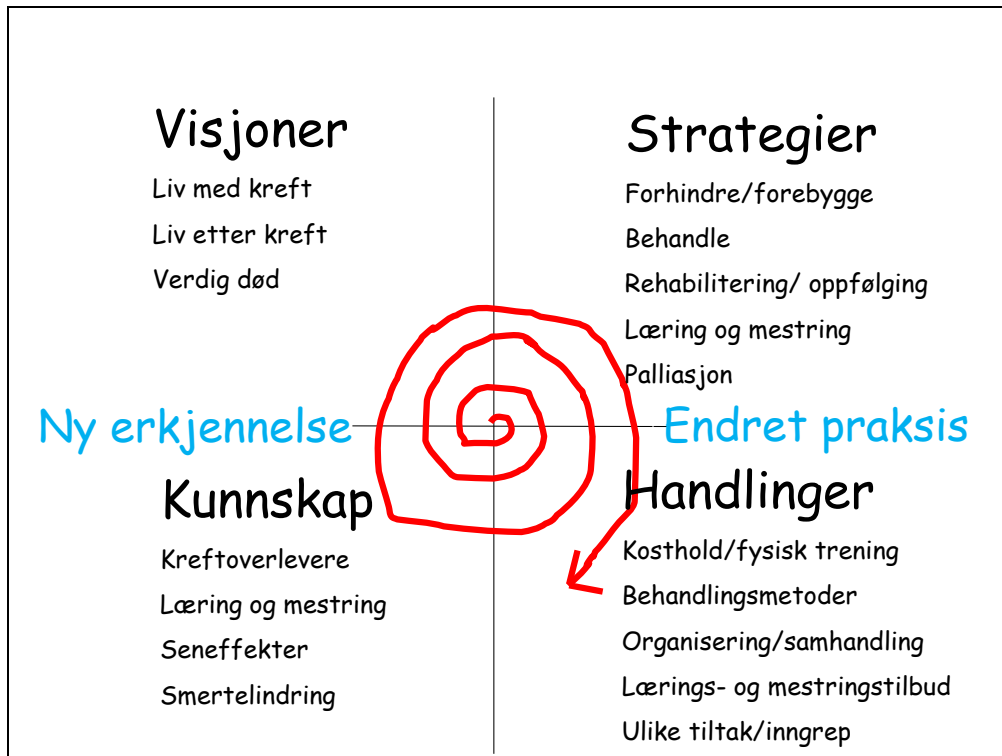 Visjoner
Liv med kreft
Liv etter kreft
Verdig død
Strategier
Forhindre/forebygge
Behandle
Rehabilitering/ oppfølging
Læring og mestring
Palliasjon
Ny erkjennelse
Endret praksis
Kunnskap
Kreftoverlevere
Læring og mestring
Seneffekter
Smertelindring
Handlinger
Kosthold/fysisk trening
Behandlingsmetoder
Organisering/samhandling
Lærings- og mestringstilbud
Ulike tiltak/inngrep